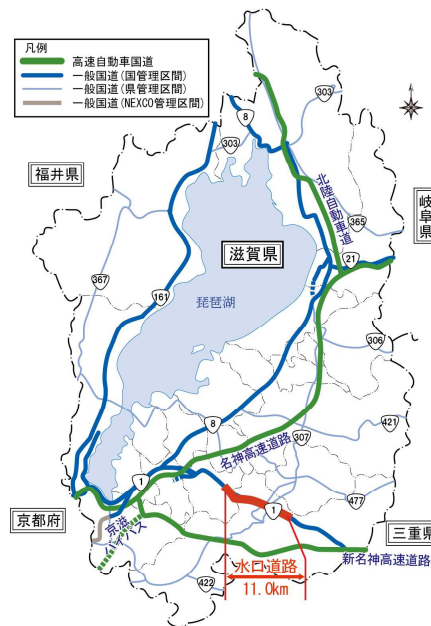 凡例
高速自動車国道
一般国道(国管理区間)
一般国道(県管理区間)
一般国道(NEXCO管理区間)
303
8
303
福井県
北陸自動車道
岐阜県
365
滋賀県
21
367
161
琵琶湖
306
8
421
307
名神高速道路
1
477
京都府
京滋バイパス
1
三重県
水口道路
新名神高速道路
11.0km
422